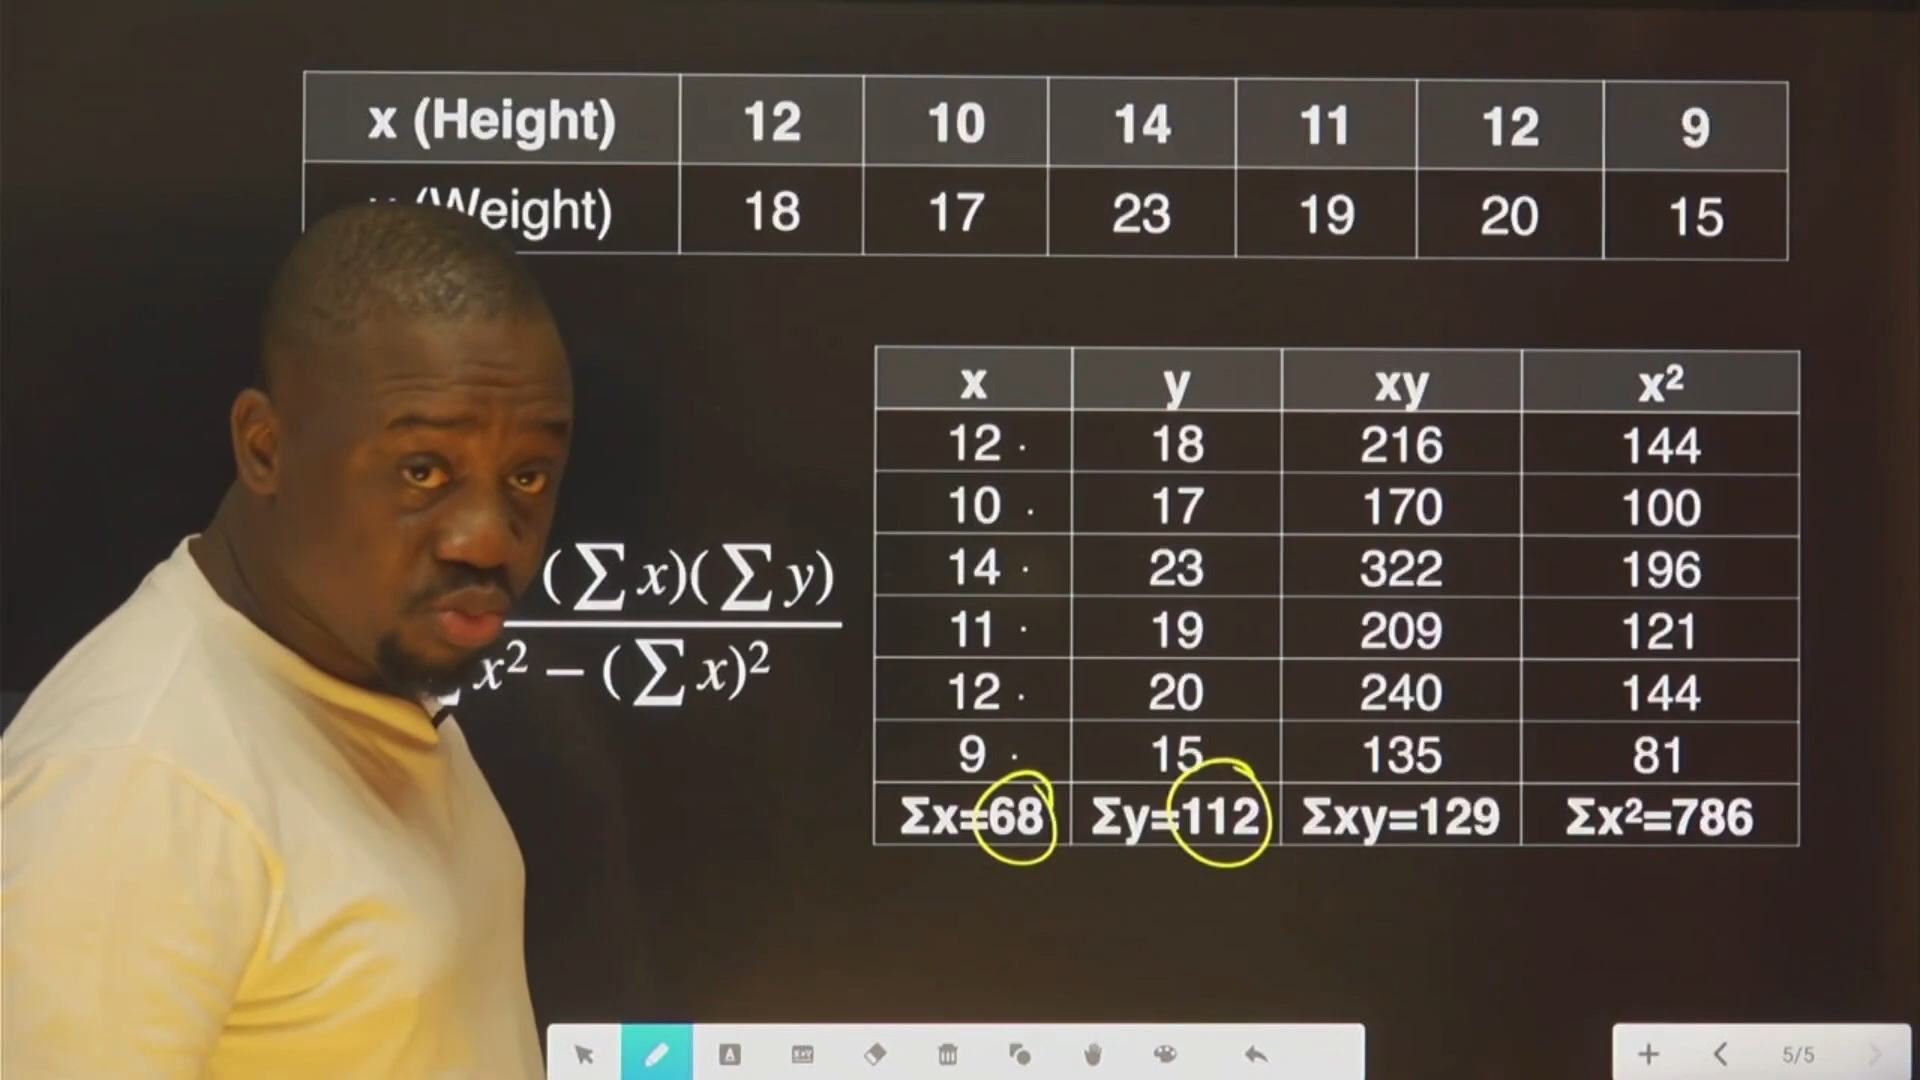 x (Height) 12 10 14 11 12 9
(Weight) 18 17 23 19 20 15
x y xy x²
12 18 216 144
10 17 170 100
14 23 322 196
11 19 209 121
12 20 240 144
9 15 135 81
Σx=68 Σy=112 Σxy=129 Σx²=786
(∑x)(∑y)
x² − (∑x)²
A
5/5